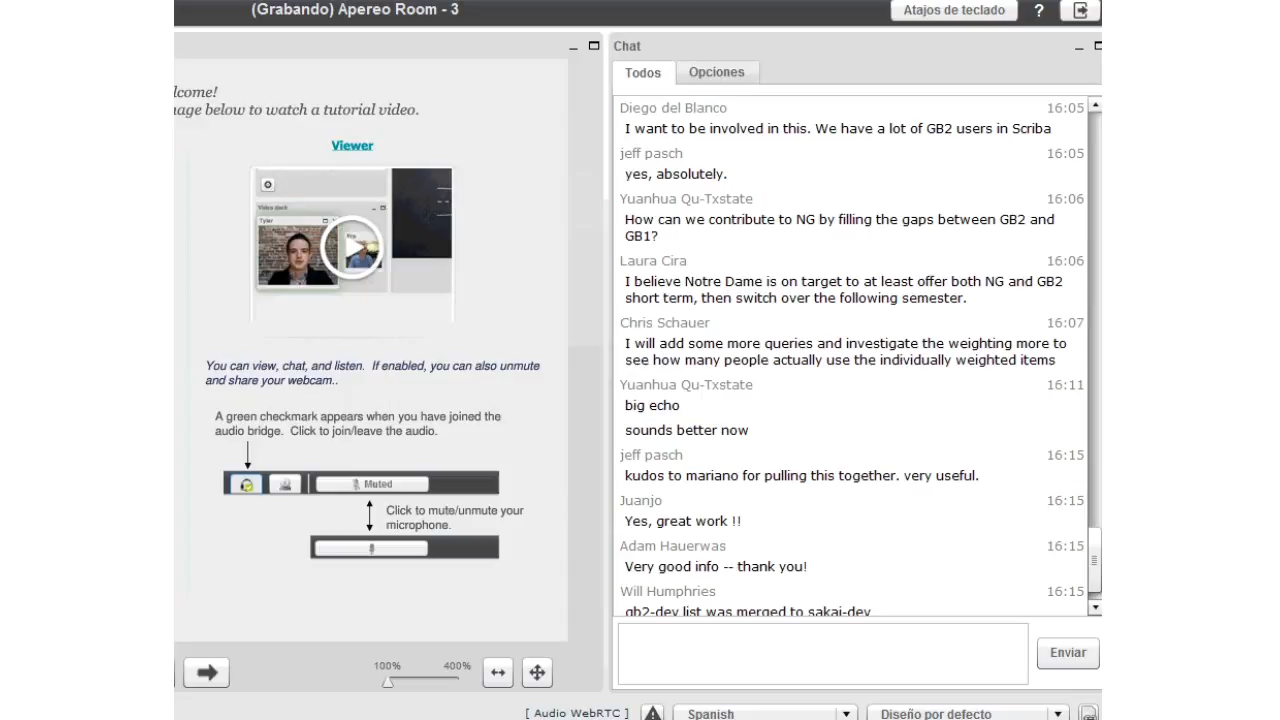 (Grabando) Apereo Room - 3
Atajos de teclado
?
lcome!
nage below to watch a tutorial video.
Viewer
Video dock
Tyler
You can view, chat, and listen. If enabled, you can also unmute
and share your webcam..
A green checkmark appears when you have joined the
audio bridge. Click to join/leave the audio.
Muted
Click to mute/unmute your
microphone.
100%
400%
Chat
Todos
Opciones
Diego del Blanco 16:05
I want to be involved in this. We have a lot of GB2 users in Scriba
jeff pasch 16:05
yes, absolutely.
Yuanhua Qu-Txstate 16:06
How can we contribute to NG by filling the gaps between GB2 and
GB1?
Laura Cira 16:06
I believe Notre Dame is on target to at least offer both NG and GB2
short term, then switch over the following semester.
Chris Schauer 16:07
I will add some more queries and investigate the weighting more to
see how many people actually use the individually weighted items
Yuanhua Qu-Txstate 16:11
big echo
sounds better now
jeff pasch 16:15
kudos to mariano for pulling this together. very useful.
Juanjo 16:15
Yes, great work !!
Adam Hauerwas 16:15
Very good info -- thank you!
Will Humphries 16:15
gb2-dev list was merged to sakai-dev
Enviar
[ Audio WebRTC ]
Spanish
Diseño por defecto